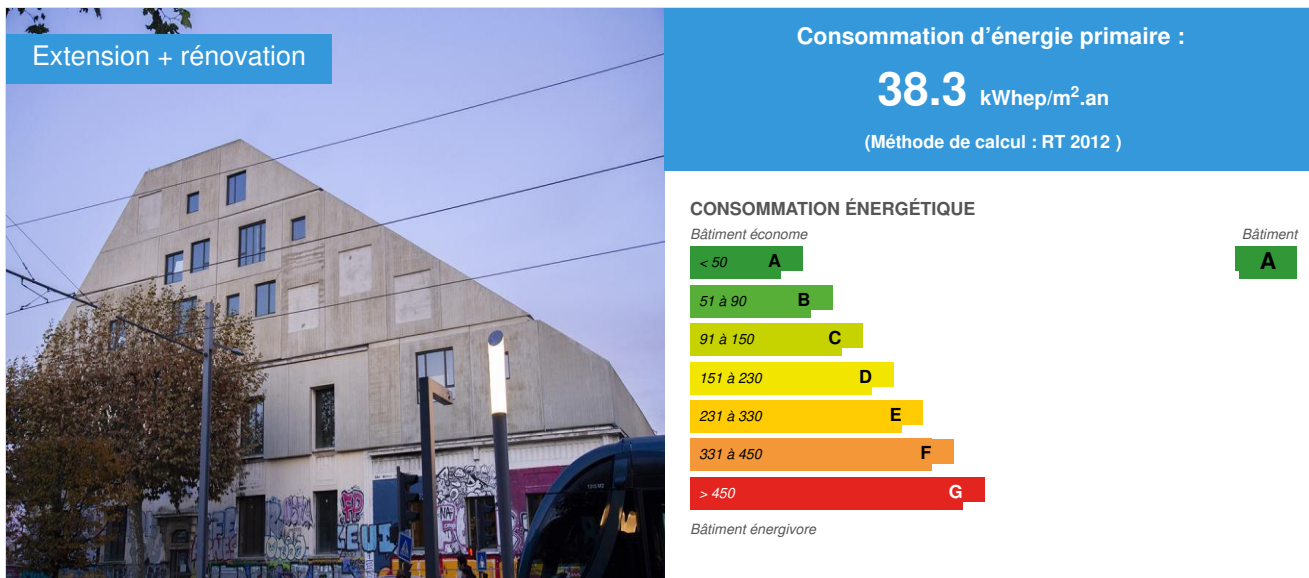 Extension + rénovation
Consommation d'énergie primaire :
38.3 kWhep/m².an
(Méthode de calcul : RT 2012 )
CONSOMMATION ÉNERGÉTIQUE
Bâtiment économe
Bâtiment
< 50 A
A
51 à 90 B
91 à 150 C
151 à 230 D
231 à 330 E
331 à 450 F
> 450 G
Bâtiment énergivore